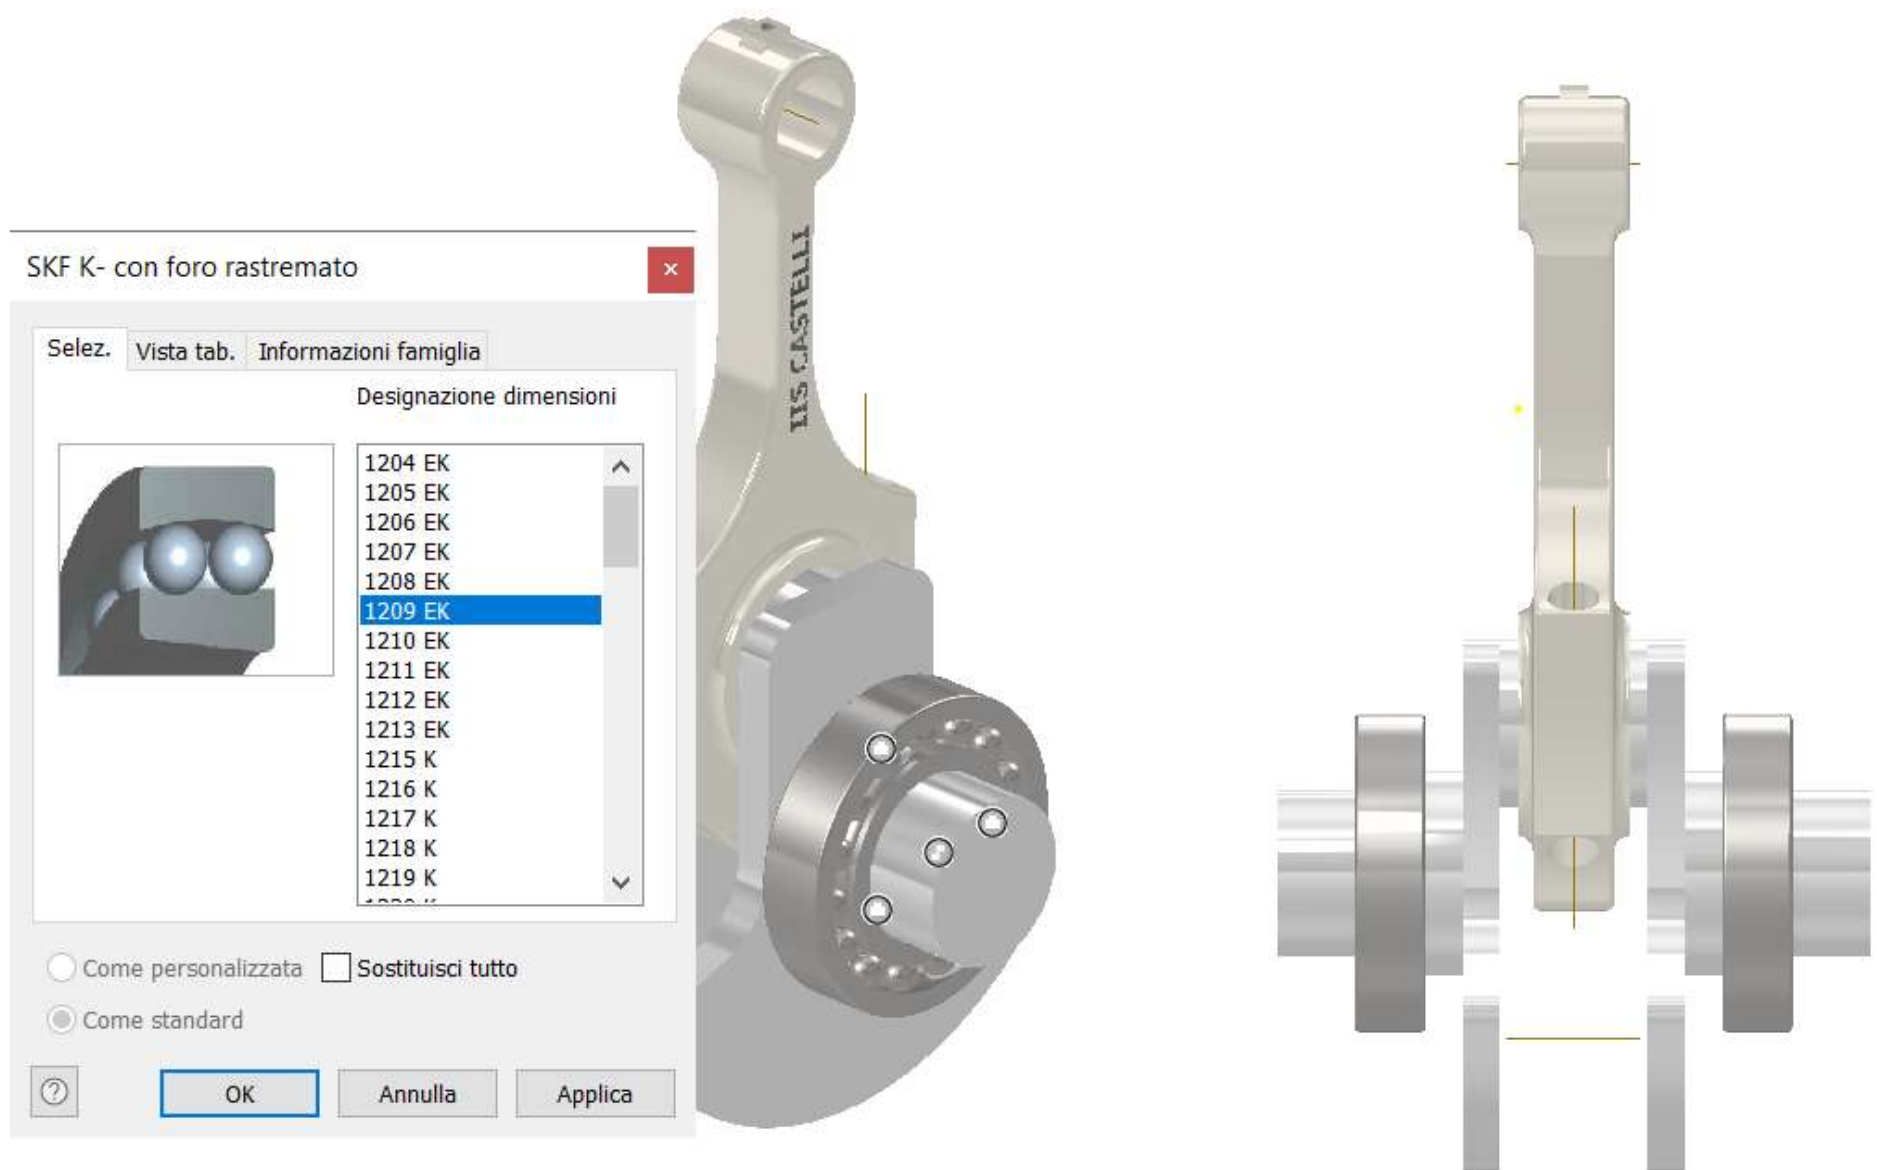 SKF K- con foro rastremato
Selez.
Vista tab.
Informazioni famiglia
Designazione dimensioni
1204 EK
1205 EK
1206 EK
1207 EK
1208 EK
1209 EK
1210 EK
1211 EK
1212 EK
1213 EK
1215 K
1216 K
1217 K
1218 K
1219 K
Come personalizzata
Sostituisci tutto
Come standard
?
OK
Annulla
Applica
IIS CASTELLI